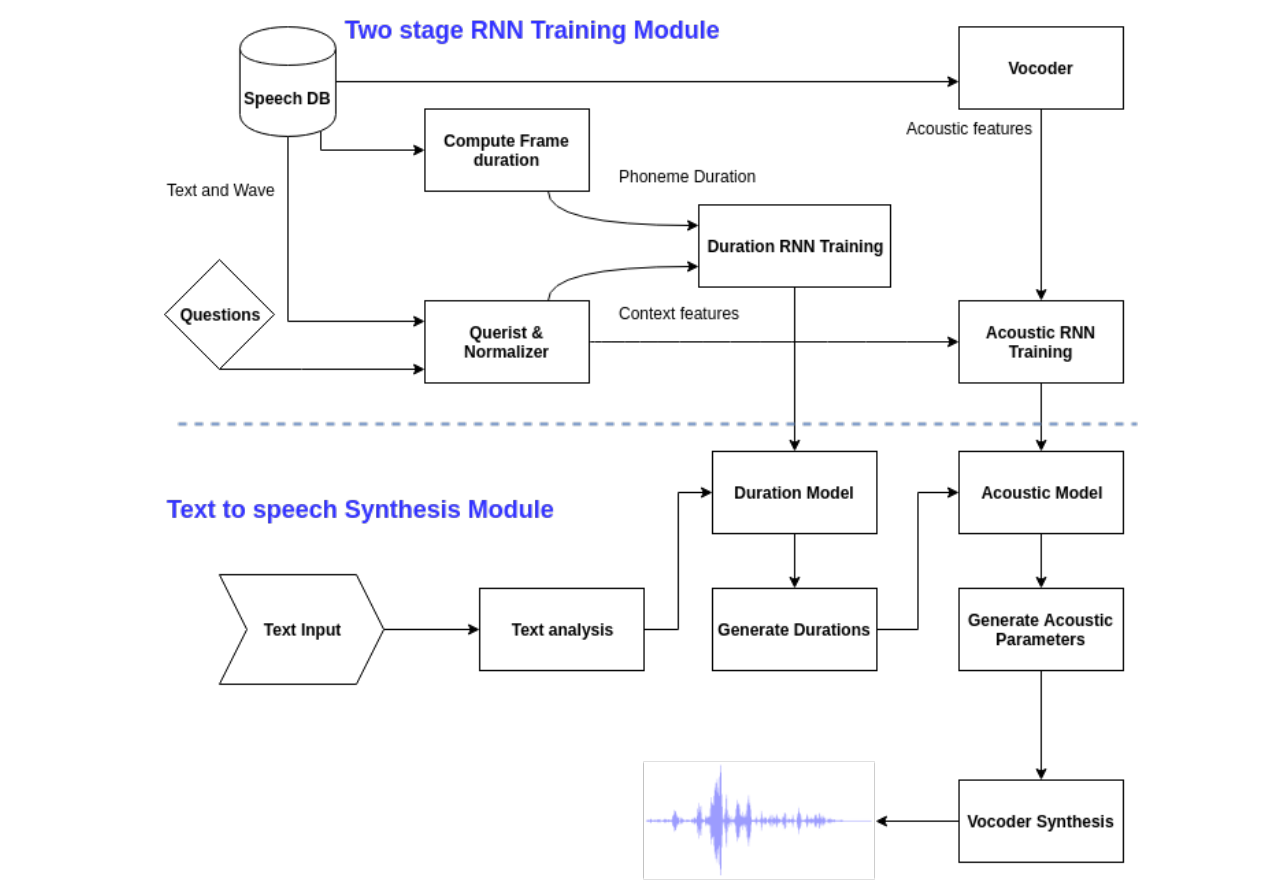 Two stage RNN Training Module
Speech DB
Vocoder
Acoustic features
Compute Frame
duration
Text and Wave
Phoneme Duration
Duration RNN Training
Questions
Querist &
Normalizer
Context features
Acoustic RNN
Training
Text to speech Synthesis Module
Duration Model
Acoustic Model
Text Input
Text analysis
Generate Durations
Generate Acoustic
Parameters
Vocoder Synthesis